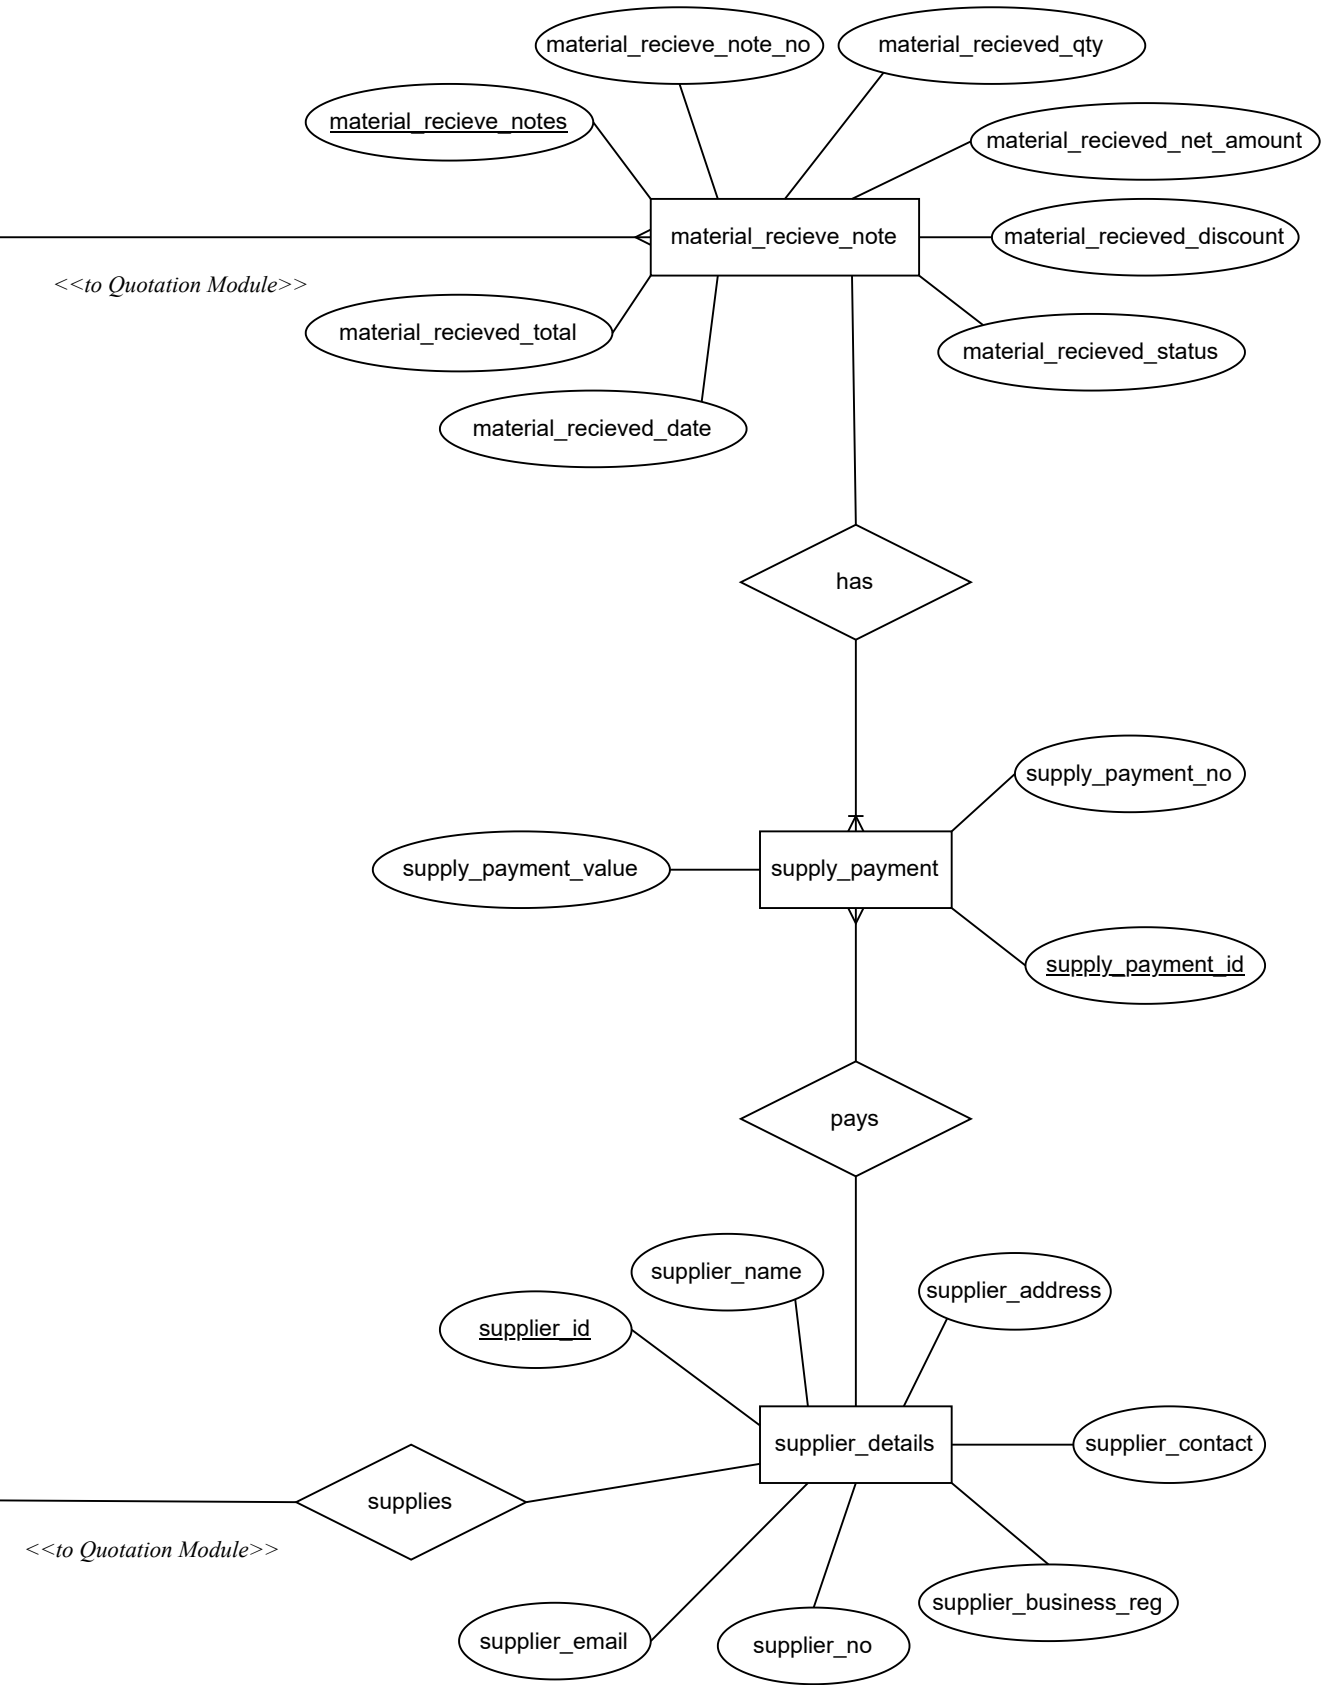 material_recieve_note_no
material_recieved_qty
material_recieve_notes
material_recieved_net_amount
material_recieve_note
material_recieved_discount
<<to Quotation Module>>
material_recieved_total
material_recieved_status
material_recieved_date
has
supply_payment_no
supply_payment_value
supply_payment
supply_payment_id
pays
supplier_name
supplier_address
supplier_id
supplier_details
supplier_contact
supplies
<<to Quotation Module>>
supplier_business_reg
supplier_email
supplier_no